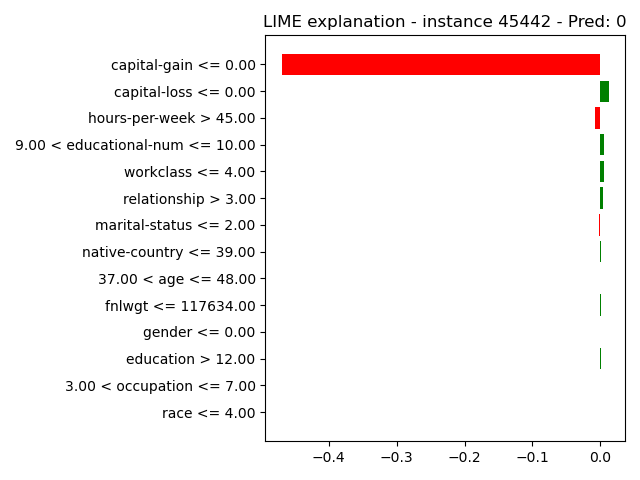 LIME explanation - instance 45442 - Pred: 0
capital-gain <= 0.00
capital-loss <= 0.00
hours-per-week > 45.00
9.00 < educational-num <= 10.00
workclass <= 4.00
relationship > 3.00
marital-status <= 2.00
native-country <= 39.00
37.00 < age <= 48.00
fnlwgt <= 117634.00
gender <= 0.00
education > 12.00
3.00 < occupation <= 7.00
race <= 4.00
−0.4 −0.3 −0.2 −0.1 0.0